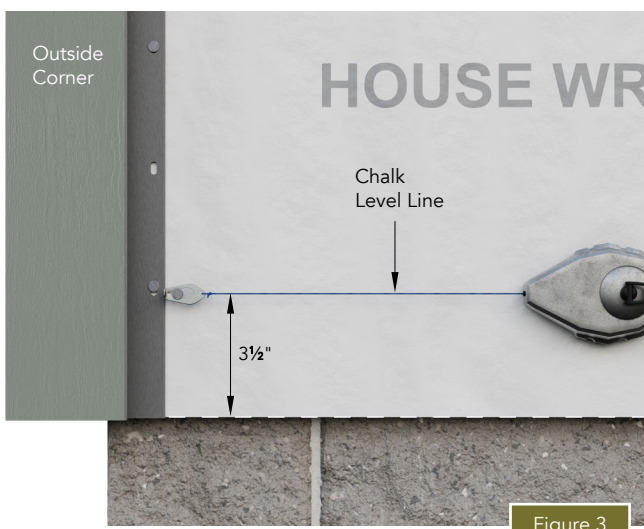 Outside
Corner
HOUSE WR
Chalk
Level Line
3½"
Figure 3